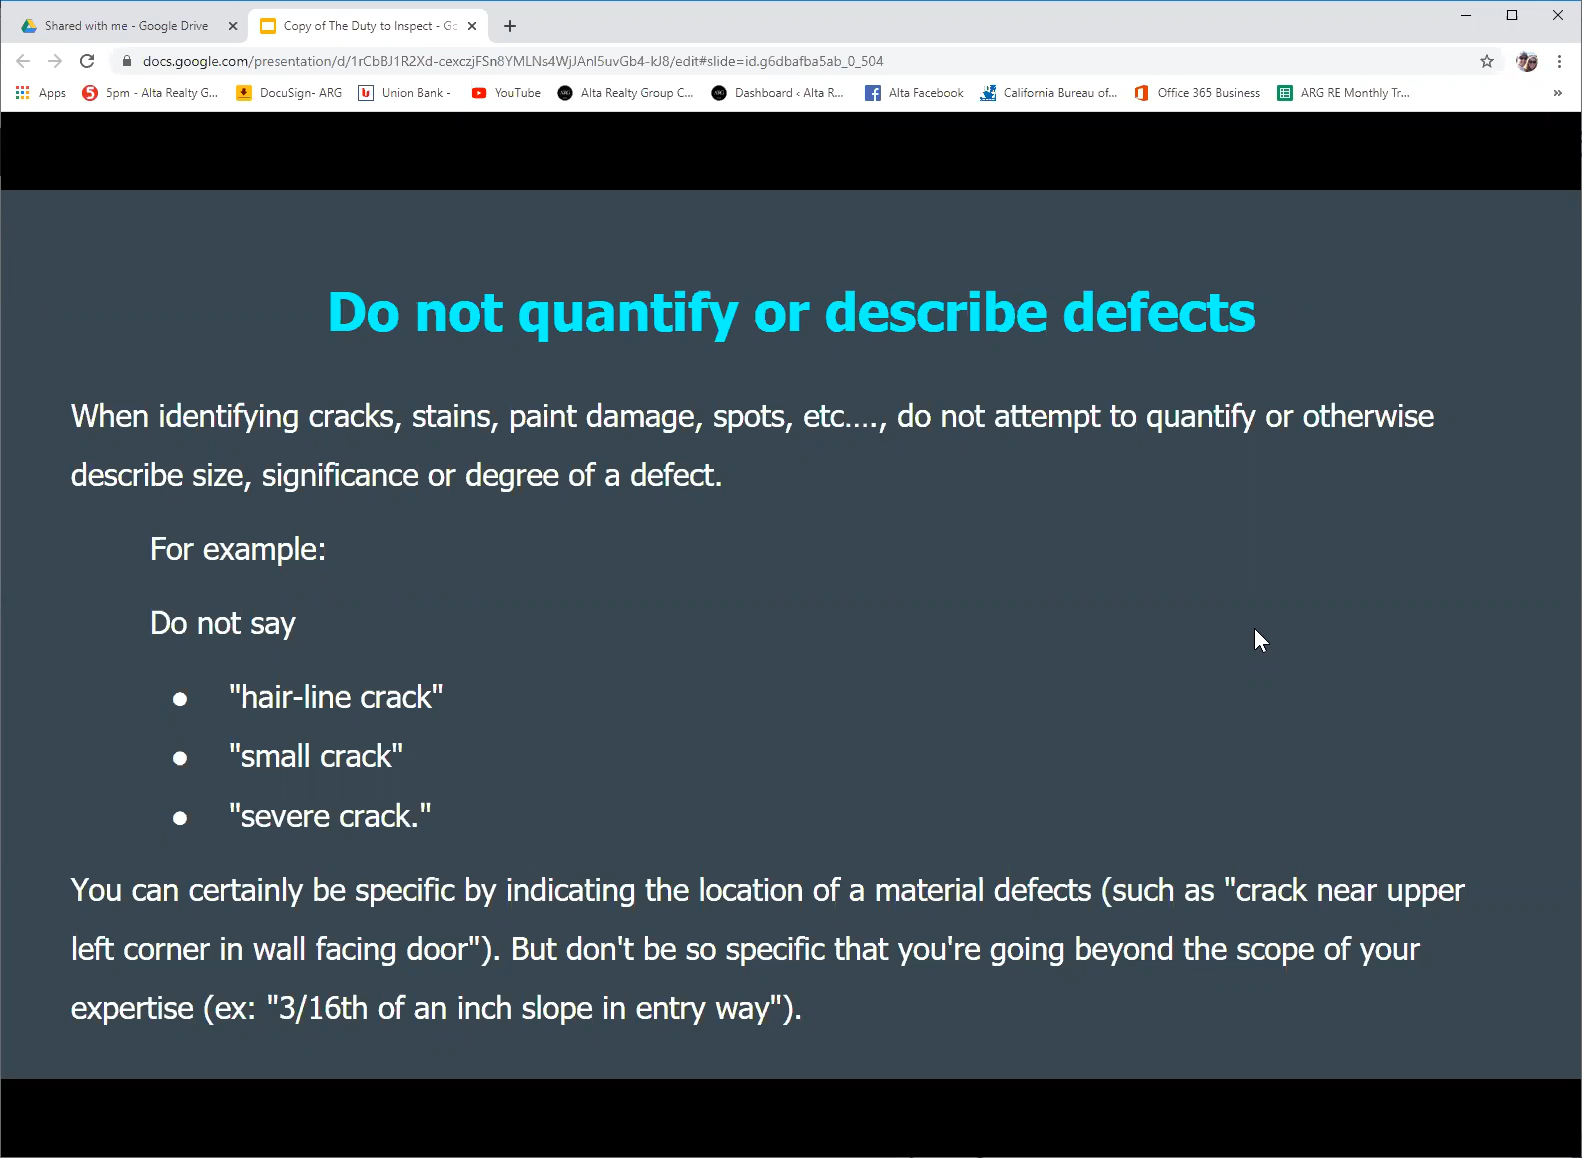 Shared with me - Google Drive
Copy of The Duty to Inspect - Go
docs.google.com/presentation/d/1rCbBJ1R2Xd-cexczjFSn8YMLNs4WjJAnI5uvGb4-kJ8/edit#slide=id.g6dbafba5ab_0_504
Apps 5pm - Alta Realty G... DocuSign- ARG Union Bank - YouTube Alta Realty Group C... Dashboard ‹ Alta R... Alta Facebook California Bureau of... Office 365 Business ARG RE Monthly Tr... »
Do not quantify or describe defects
When identifying cracks, stains, paint damage, spots, etc...., do not attempt to quantify or otherwise
describe size, significance or degree of a defect.
For example:
Do not say
● "hair-line crack"
● "small crack"
● "severe crack."
You can certainly be specific by indicating the location of a material defects (such as "crack near upper
left corner in wall facing door"). But don't be so specific that you're going beyond the scope of your
expertise (ex: "3/16th of an inch slope in entry way").